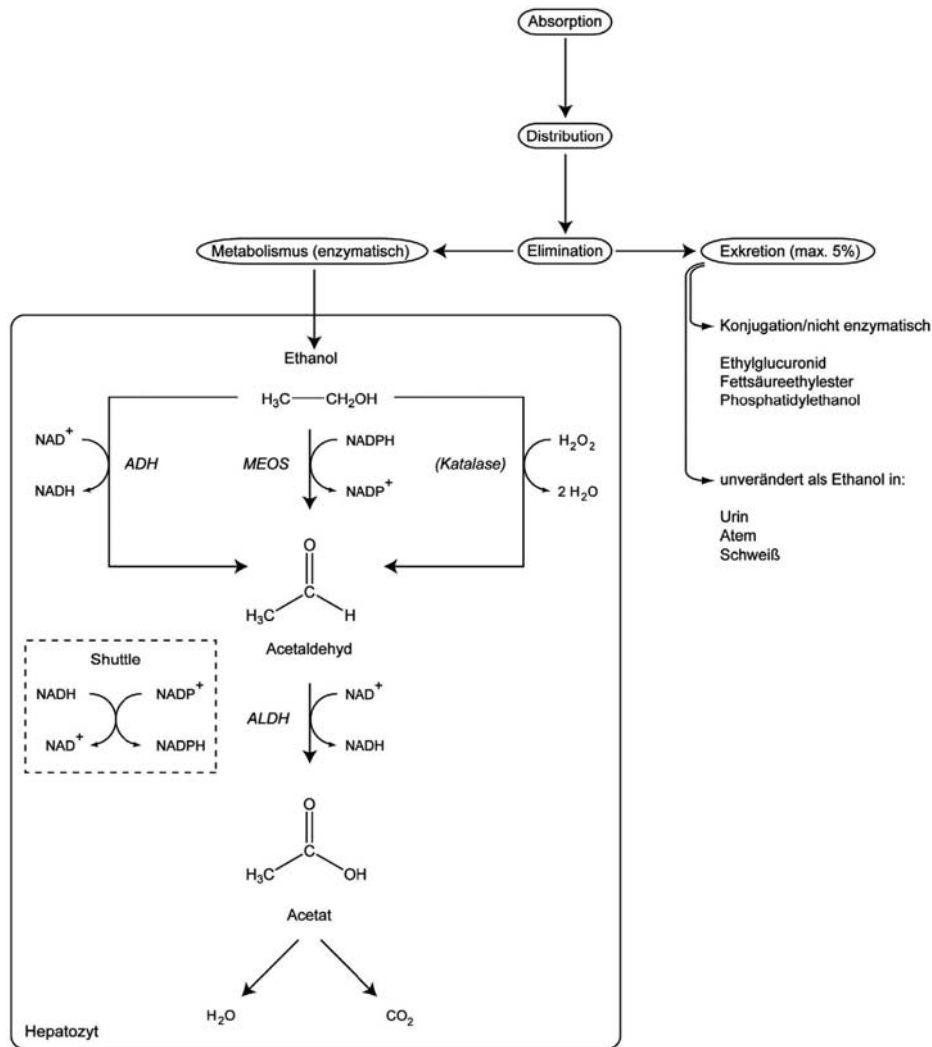 Absorption
Distribution
Metabolismus (enzymatisch)
Elimination
Exkretion (max. 5%)
Konjugation/nicht enzymatisch
Ethylglucuronid
Fettsäureethylester
Phosphatidylethanol
unverändert als Ethanol in:
Urin
Atem
Schweiß
Ethanol
H₃C—CH₂OH
NAD⁺
NADH
ADH
MEOS
NADPH
NADP⁺
(Katalase)
H₂O₂
2 H₂O
O
C
H₃C
H
Acetaldehyd
Shuttle
NADH
NADP⁺
NAD⁺
NADPH
ALDH
NAD⁺
NADH
O
C
H₃C
OH
Acetat
H₂O
CO₂
Hepatozyt